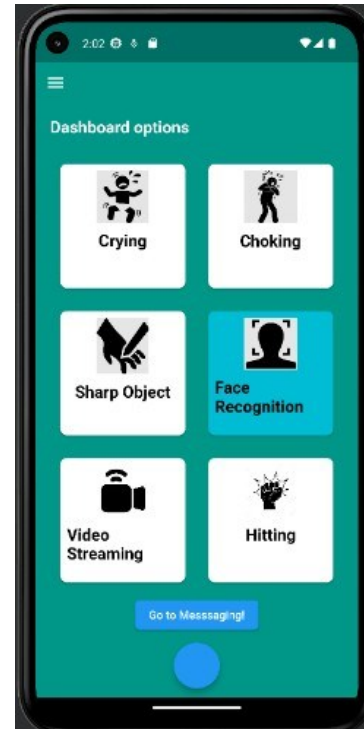 2:02
Dashboard options
Crying
Choking
Sharp Object
Face
Recognition
Video
Streaming
Hitting
Go to Messsaging!